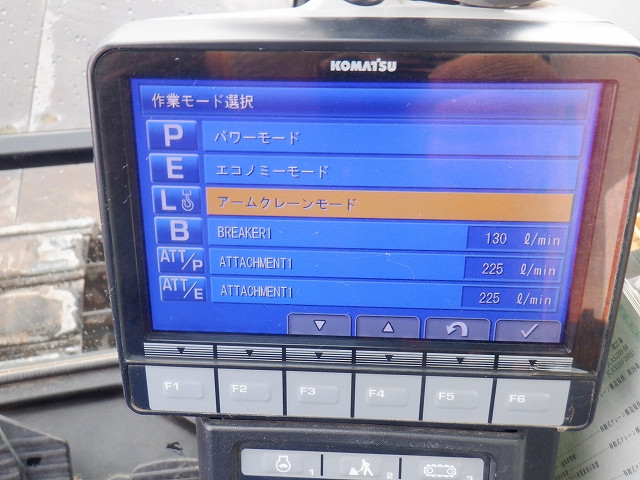 KOMATSU
作業モード選択
P パワーモード
E エコノミーモード
L アームクレーンモード
B BREAKER1 130 ℓ/min
ATT/P ATTACHMENT1 225 ℓ/min
ATT/E ATTACHMENT1 225 ℓ/min
F1 F2 F3 F4 F5 F6
1 2 3